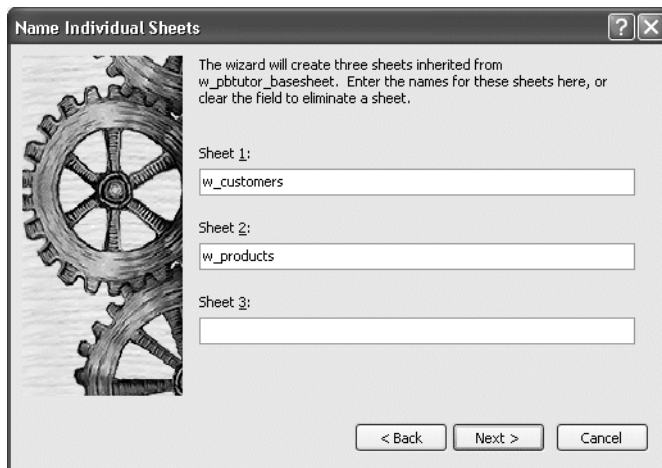 Name Individual Sheets
The wizard will create three sheets inherited from
w_pbtutor_basesheet. Enter the names for these sheets here, or
clear the field to eliminate a sheet.
Sheet 1:
w_customers
Sheet 2:
w_products
Sheet 3:
< Back
Next >
Cancel